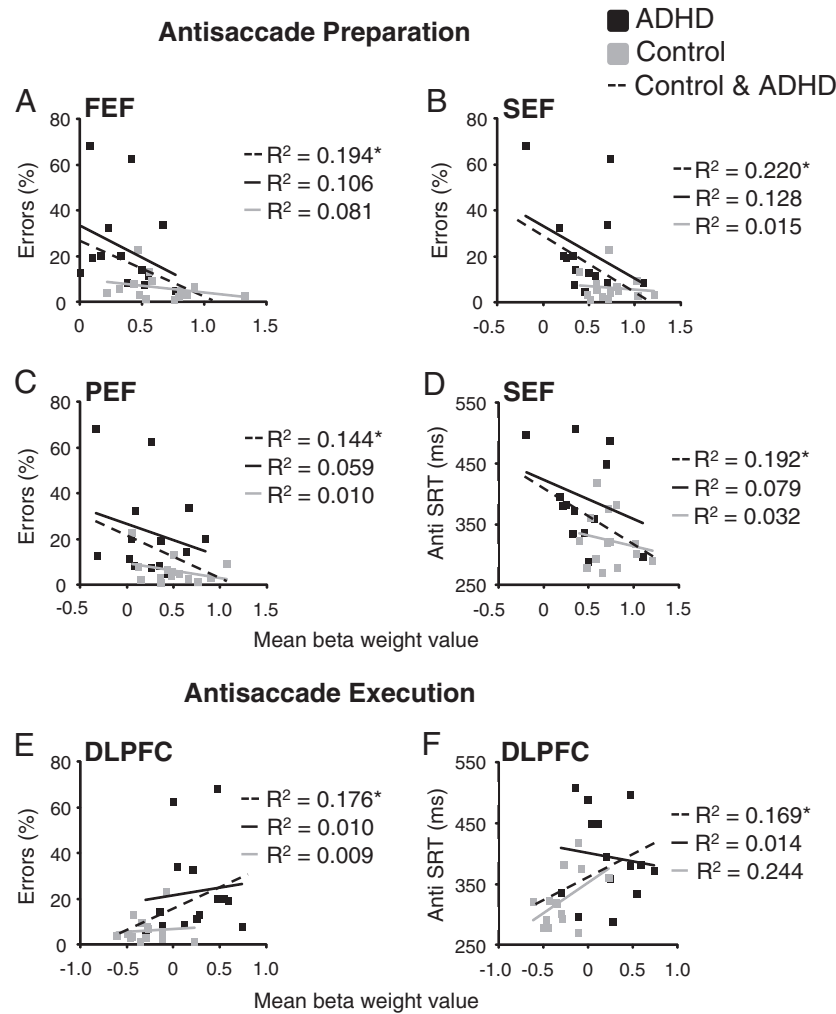 Antisaccade Preparation
ADHD
Control
Control & ADHD
A
FEF
Errors (%)
80
60
40
20
0
0
0.5
1.0
1.5
R² = 0.194*
R² = 0.106
R² = 0.081
B
SEF
Errors (%)
80
60
40
20
0
-0.5
0
0.5
1.0
1.5
R² = 0.220*
R² = 0.128
R² = 0.015
C
PEF
Errors (%)
80
60
40
20
0
-0.5
0
0.5
1.0
1.5
R² = 0.144*
R² = 0.059
R² = 0.010
D
SEF
Anti SRT (ms)
550
450
350
250
-0.5
0
0.5
1.0
1.5
R² = 0.192*
R² = 0.079
R² = 0.032
Mean beta weight value
Antisaccade Execution
E
DLPFC
Errors (%)
80
60
40
20
0
-1.0
-0.5
0
0.5
1.0
R² = 0.176*
R² = 0.010
R² = 0.009
F
DLPFC
Anti SRT (ms)
550
450
350
250
-1.0
-0.5
0
0.5
1.0
R² = 0.169*
R² = 0.014
R² = 0.244
Mean beta weight value